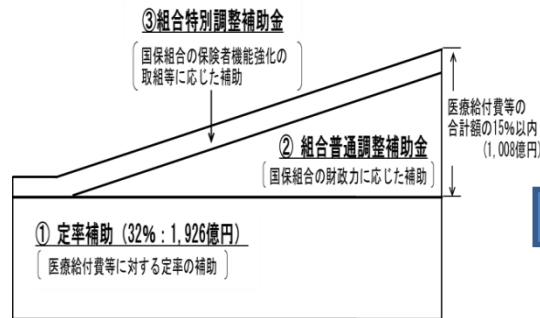 ③組合特別調整補助金
国保組合の保険者機能強化の
取組等に応じた補助
医療給付費等の
合計額の15%以内
(1,008億円)
② 組合普通調整補助金
国保組合の財政力に応じた補助
① 定率補助（32%：1,926億円）
医療給付費等に対する定率の補助